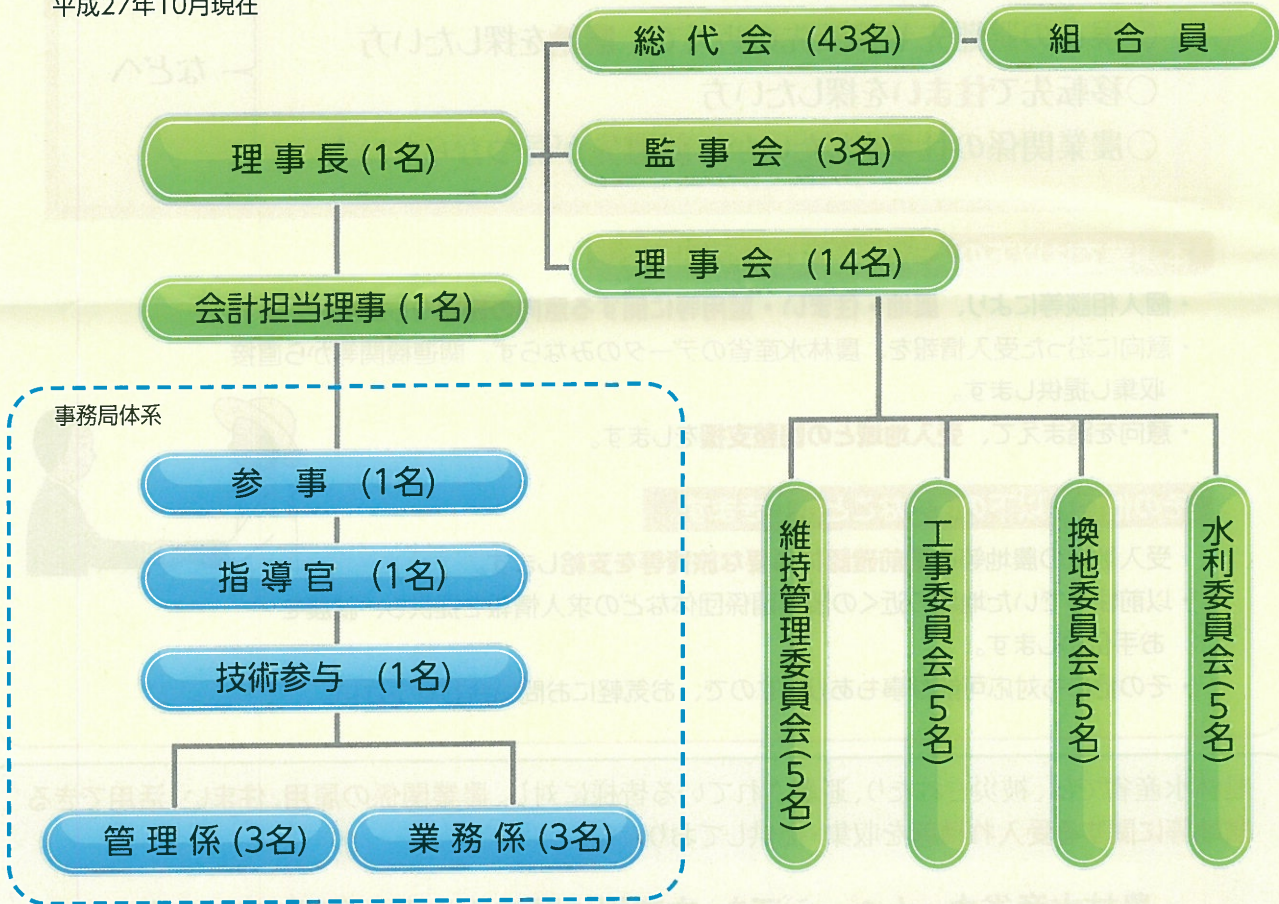 平成27年10月現在
総代会 (43名)
組合員
理事長 (1名)
監事会 (3名)
理事会 (14名)
会計担当理事 (1名)
事務局体系
参事 (1名)
指導官 (1名)
技術参与 (1名)
管理係 (3名)
業務係 (3名)
維持管理委員会(5名)
工事委員会(5名)
換地委員会(5名)
水利委員会(5名)